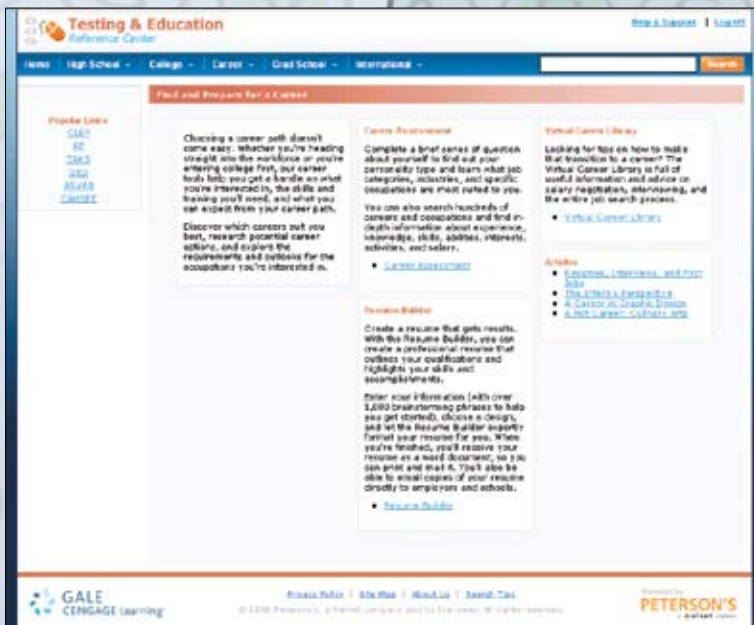 Testing & Education
Reference Center
Help & Support | Log Off
Home High School College Career Grad School International
Search
Find and Prepare for a Career
Popular Links
CLEP
AP
TAKS
GED
ASVAB
CAHSEE
Choosing a career path doesn't
come easy. Whether you're heading
straight into the workforce or you're
entering college first, our career
tools help you get a handle on what
you're interested in, the skills and
training you'll need, and what you
can expect from your career path.
Discover which careers suit you
best, research potential career
options, and explore the
requirements and outlooks for the
occupations you're interested in.
Career Assessment
Complete a brief series of question
about yourself to find out your
personality type and learn what job
categories, industries, and specific
occupations are most suited to you.
You can also search hundreds of
careers and occupations and find in-
depth information about experience,
knowledge, skills, abilities, interests,
activities, and salary.
• Career Assessment
Resume Builder
Create a resume that gets results.
With the Resume Builder, you can
create a professional resume that
outlines your qualifications and
highlights your skills and
accomplishments.
Enter your information (with over
1,000 brainstorming phrases to help
you get started), choose a design,
and let the Resume Builder expertly
format your resume for you. When
you're finished, you'll receive your
resume as a word document, so you
can print and mail it. You'll also be
able to email copies of your resume
directly to employers and schools.
• Resume Builder
Virtual Career Library
Looking for tips on how to make
that transition to a career? The
Virtual Career Library is full of
useful information and advice on
salary negotiation, interviewing, and
the entire job search process.
• Virtual Career Library
Articles
• Resumes, Interviews, and First
Jobs
• The Intern's Perspective
• A Career in Graphic Design
• A Hot Career: Culinary Arts
GALE
CENGAGE Learning
Privacy Policy | Site Map | About Us | Search Tips
Peterson's, a Nelnet company and its licensors. All rights reserved.
Powered by
PETERSON'S